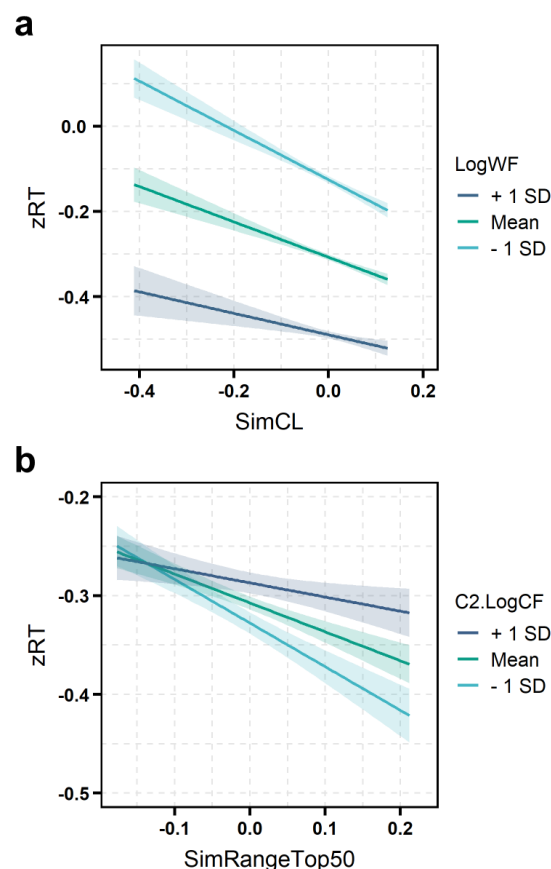 a
0.0
-0.2
-0.4
zRT
-0.4 -0.2 0.0 0.2
SimCL
LogWF
+ 1 SD
Mean
- 1 SD
b
-0.2
-0.3
-0.4
-0.5
zRT
-0.1 0.0 0.1 0.2
SimRangeTop50
C2.LogCF
+ 1 SD
Mean
- 1 SD